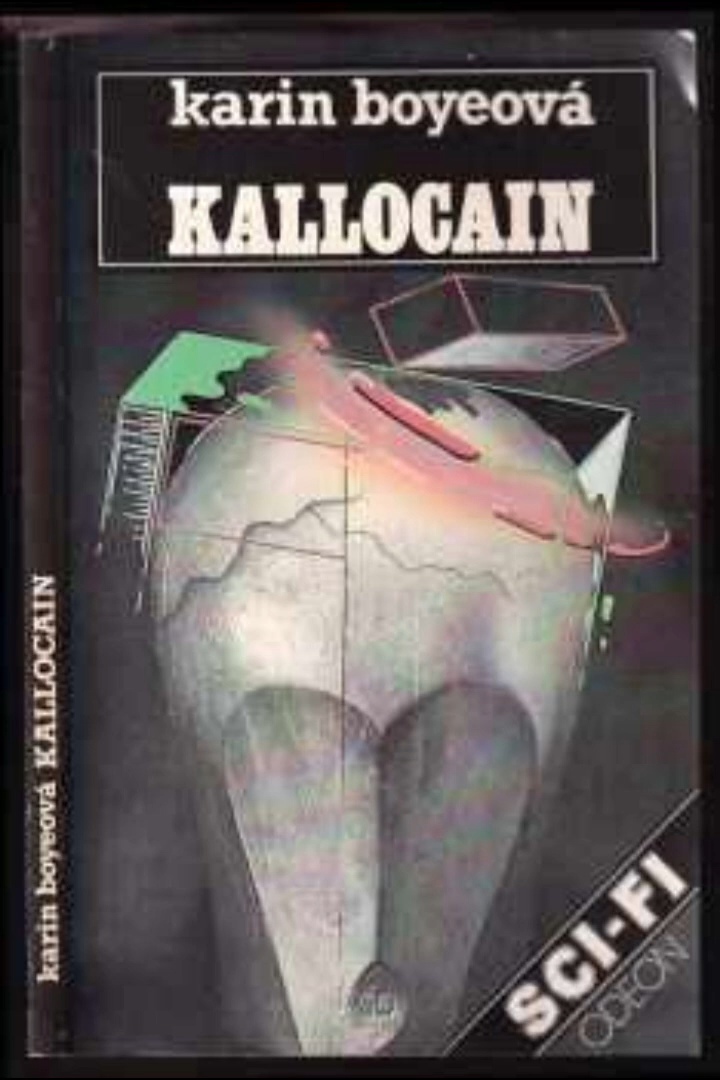 karin boyeová
KALLOCAIN
karin boyeová KALLOCAIN
SCI-FI
ODEON